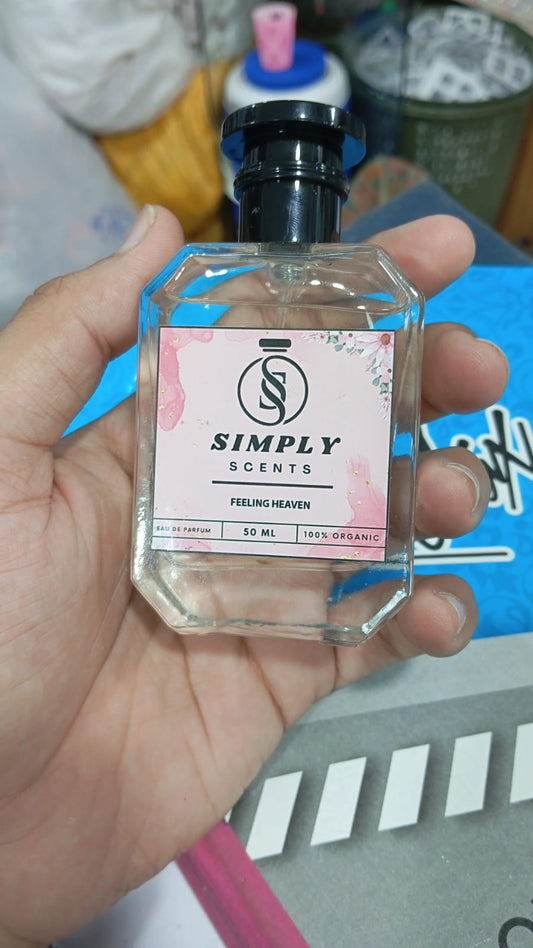 SIMPLY
SCENTS
FEELING HEAVEN
EAU DE PARFUM
50 ML
100% ORGANIC